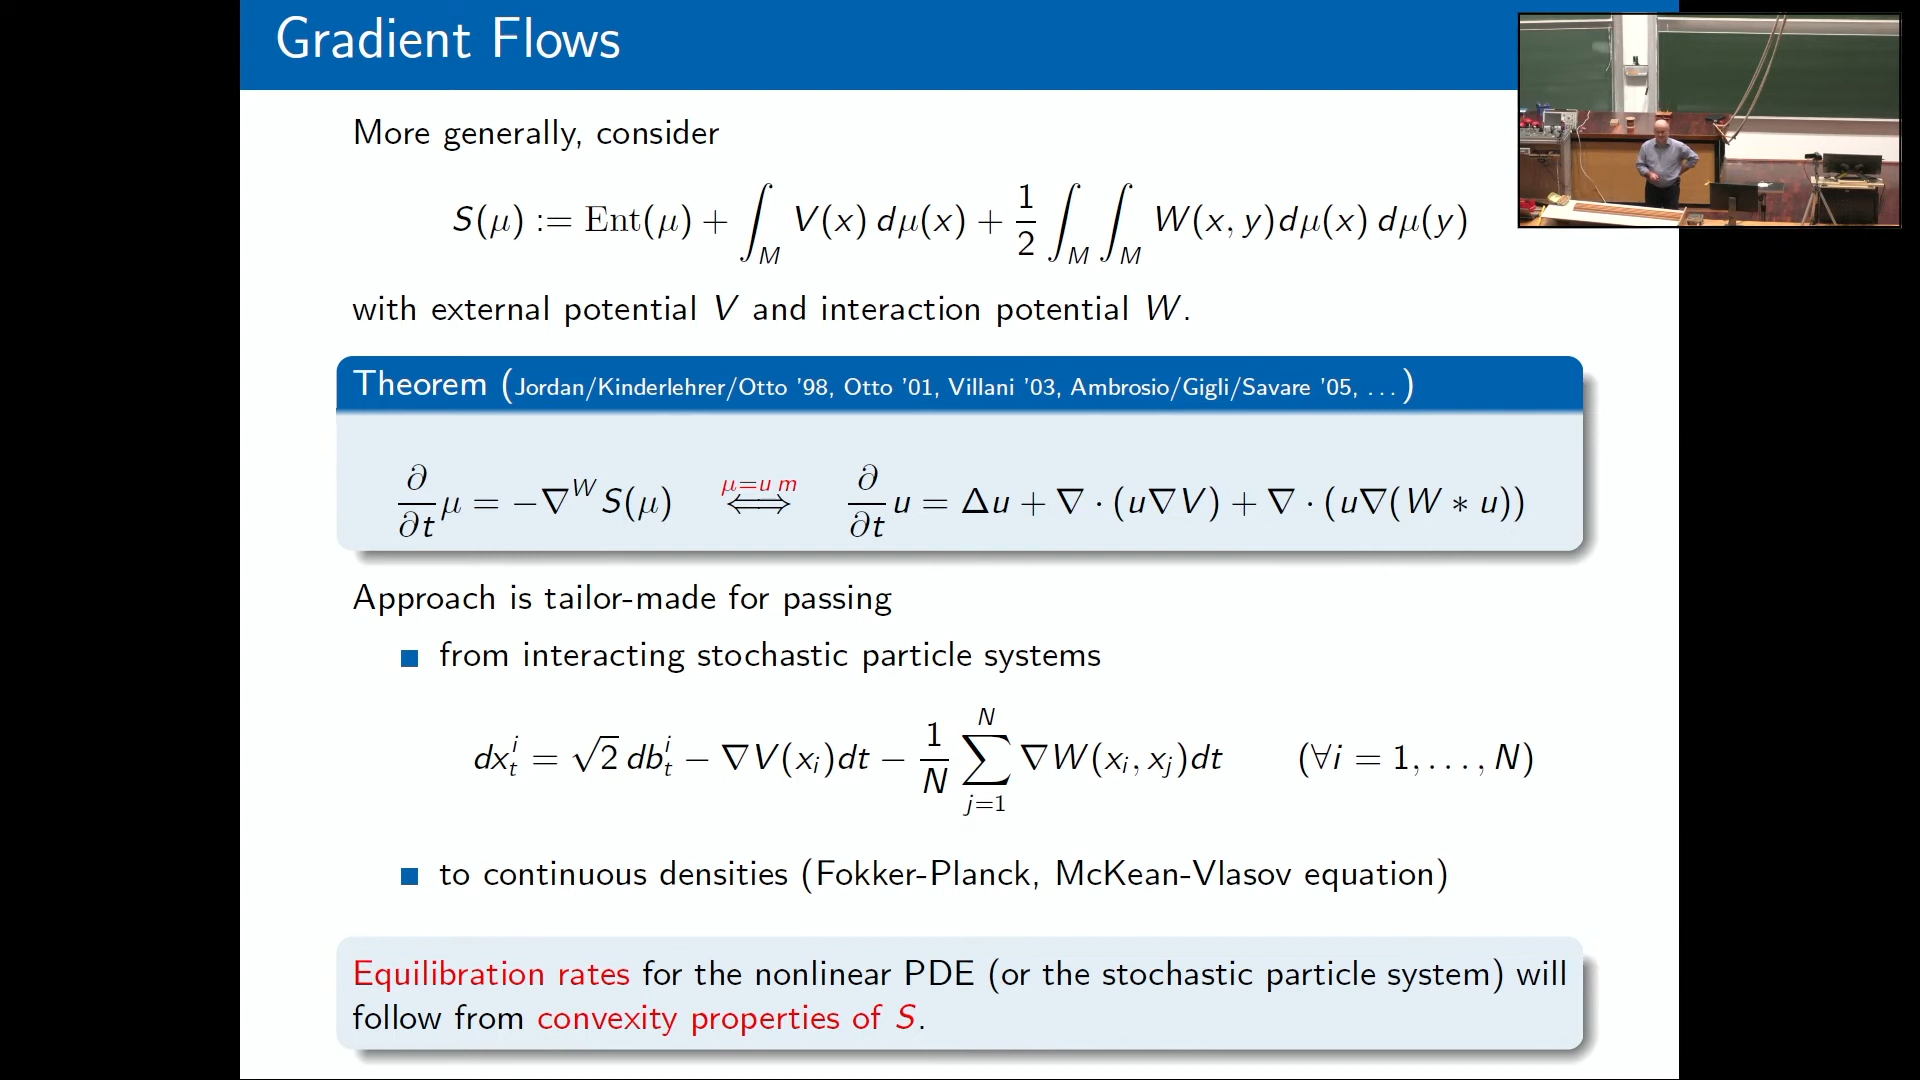 Gradient Flows
More generally, consider
S(μ) := Ent(μ) + ∫_M V(x) dμ(x) + 1/2 ∫_M ∫_M W(x, y)dμ(x) dμ(y)
with external potential V and interaction potential W.
Theorem (Jordan/Kinderlehrer/Otto '98, Otto '01, Villani '03, Ambrosio/Gigli/Savare '05, ...)
∂/∂t μ = −∇^W S(μ) ⟺^{μ=u m} ∂/∂t u = Δu + ∇ · (u∇V) + ∇ · (u∇(W ∗ u))
Approach is tailor-made for passing
■ from interacting stochastic particle systems
dx_t^i = √2 db_t^i − ∇V(x_i)dt − 1/N ∑_{j=1}^N ∇W(x_i, x_j)dt (∀i = 1, . . . , N)
■ to continuous densities (Fokker-Planck, McKean-Vlasov equation)
Equilibration rates for the nonlinear PDE (or the stochastic particle system) will
follow from convexity properties of S.